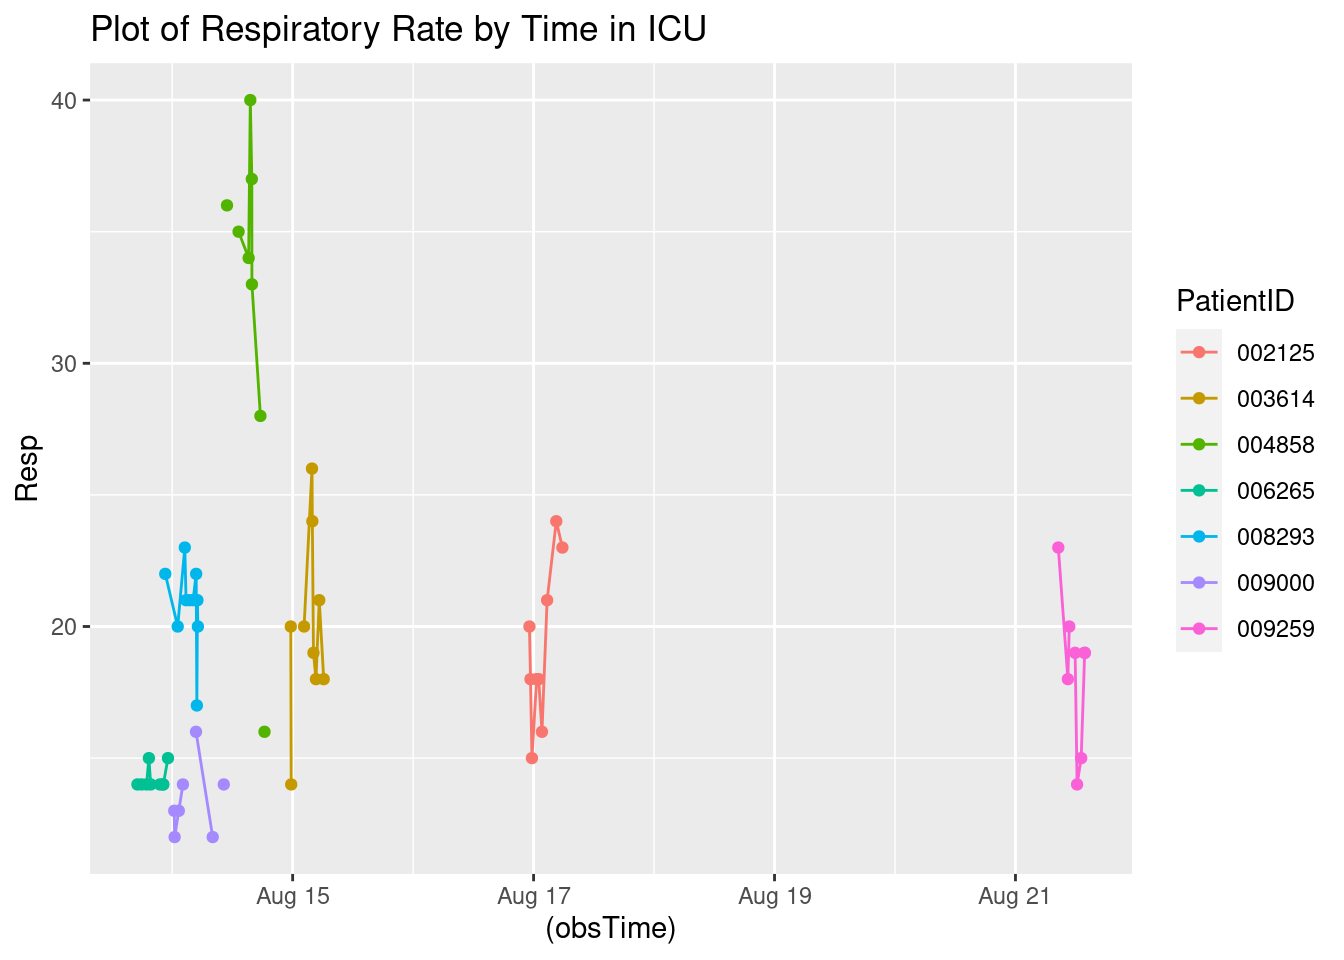 Plot of Respiratory Rate by Time in ICU
40
30
20
Resp
Aug 15
Aug 17
Aug 19
Aug 21
(obsTime)
PatientID
002125
003614
004858
006265
008293
009000
009259